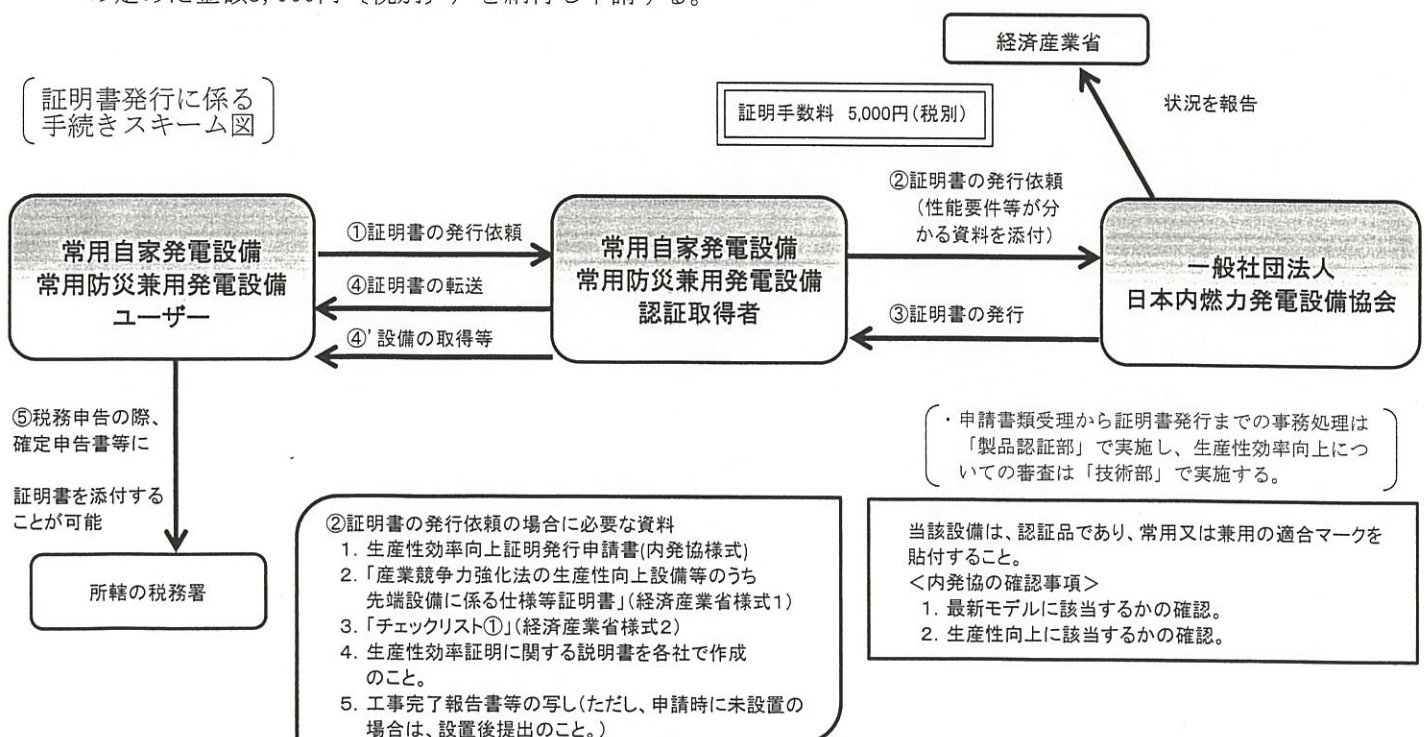 の定めた金額5,000円(税別)」を納付し申請する。
経済産業省
証明書発行に係る
手続きスキーム図
証明手数料 5,000円(税別)
状況を報告
常用自家発電設備
常用防災兼用発電設備
ユーザー
①証明書の発行依頼
④証明書の転送
④' 設備の取得等
常用自家発電設備
常用防災兼用発電設備
認証取得者
②証明書の発行依頼
(性能要件等が分
かる資料を添付)
③証明書の発行
一般社団法人
日本内燃力発電設備協会
⑤税務申告の際、
確定申告書等に
証明書を添付する
ことが可能
所轄の税務署
・申請書類受理から証明書発行までの事務処理は
「製品認証部」で実施し、生産性効率向上につ
いての審査は「技術部」で実施する。
②証明書の発行依頼の場合に必要な資料
1. 生産性効率向上証明発行申請書(内発協様式)
2.「産業競争力強化法の生産性向上設備等のうち
先端設備に係る仕様等証明書」(経済産業省様式1)
3.「チェックリスト①」(経済産業省様式2)
4. 生産性効率証明に関する説明書を各社で作成
のこと。
5. 工事完了報告書等の写し(ただし、申請時に未設置の
場合は、設置後提出のこと。)
当該設備は、認証品であり、常用又は兼用の適合マークを
貼付すること。
<内発協の確認事項>
1. 最新モデルに該当するかの確認。
2. 生産性向上に該当するかの確認。